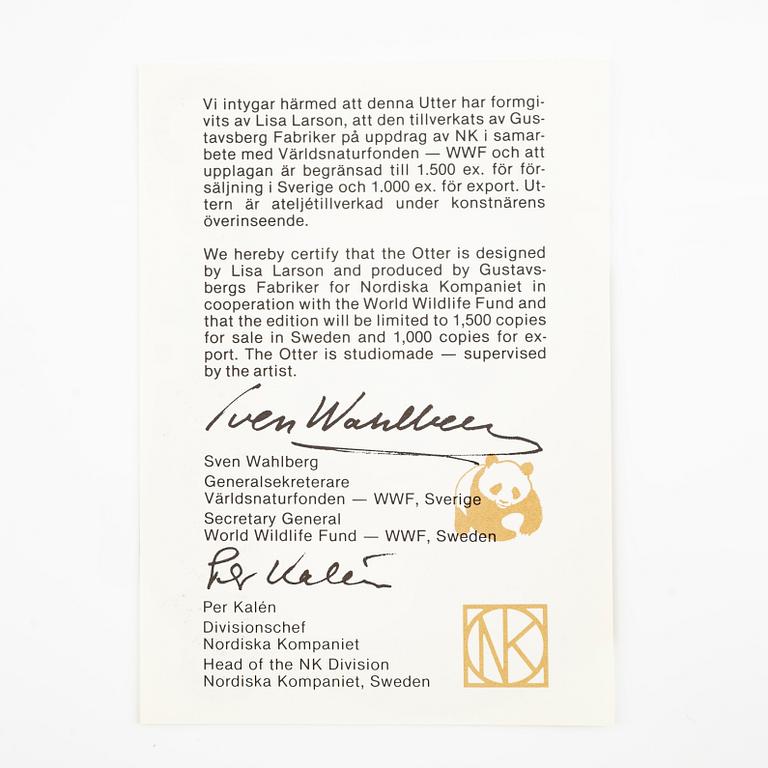 Vi intygar härmed att denna Utter har formgi-
vits av Lisa Larson, att den tillverkats av Gus-
tavsberg Fabriker på uppdrag av NK i samar-
bete med Världsnaturfonden — WWF och att
upplagan är begränsad till 1.500 ex. för för-
säljning i Sverige och 1.000 ex. för export. Ut-
tern är ateljétillverkad under konstnärens
överinseende.
We hereby certify that the Otter is designed
by Lisa Larson and produced by Gustavs-
bergs Fabriker for Nordiska Kompaniet in
cooperation with the World Wildlife Fund and
that the edition will be limited to 1,500 copies
for sale in Sweden and 1,000 copies for ex-
port. The Otter is studiomade — supervised
by the artist.
Sven Wahlberg
Sven Wahlberg
Generalsekreterare
Världsnaturfonden — WWF, Sverige
Secretary General
World Wildlife Fund — WWF, Sweden
Per Kalén
Per Kalén
Divisionschef
Nordiska Kompaniet
Head of the NK Division
Nordiska Kompaniet, Sweden
NK